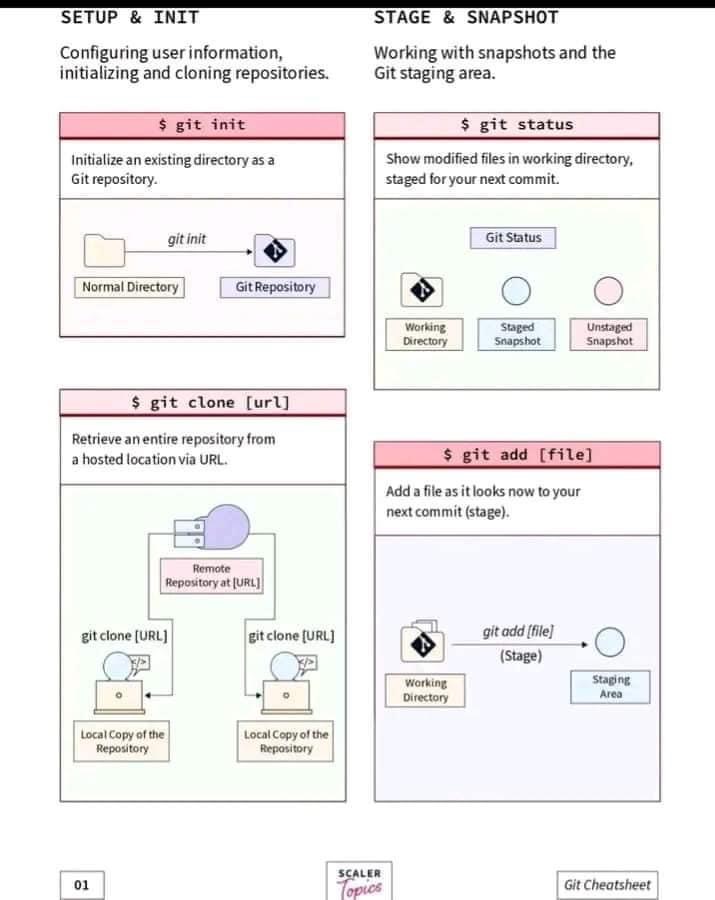 SETUP & INIT
Configuring user information,
initializing and cloning repositories.
$ git init
Initialize an existing directory as a
Git repository.
git init
Normal Directory
Git Repository
$ git clone [url]
Retrieve an entire repository from
a hosted location via URL.
Remote
Repository at [URL]
git clone [URL]
git clone [URL]
</>
</>
Local Copy of the
Repository
Local Copy of the
Repository
STAGE & SNAPSHOT
Working with snapshots and the
Git staging area.
$ git status
Show modified files in working directory,
staged for your next commit.
Git Status
Working
Directory
Staged
Snapshot
Unstaged
Snapshot
$ git add [file]
Add a file as it looks now to your
next commit (stage).
git add [file]
(Stage)
Working
Directory
Staging
Area
01
SCALER
Topics
Git Cheatsheet